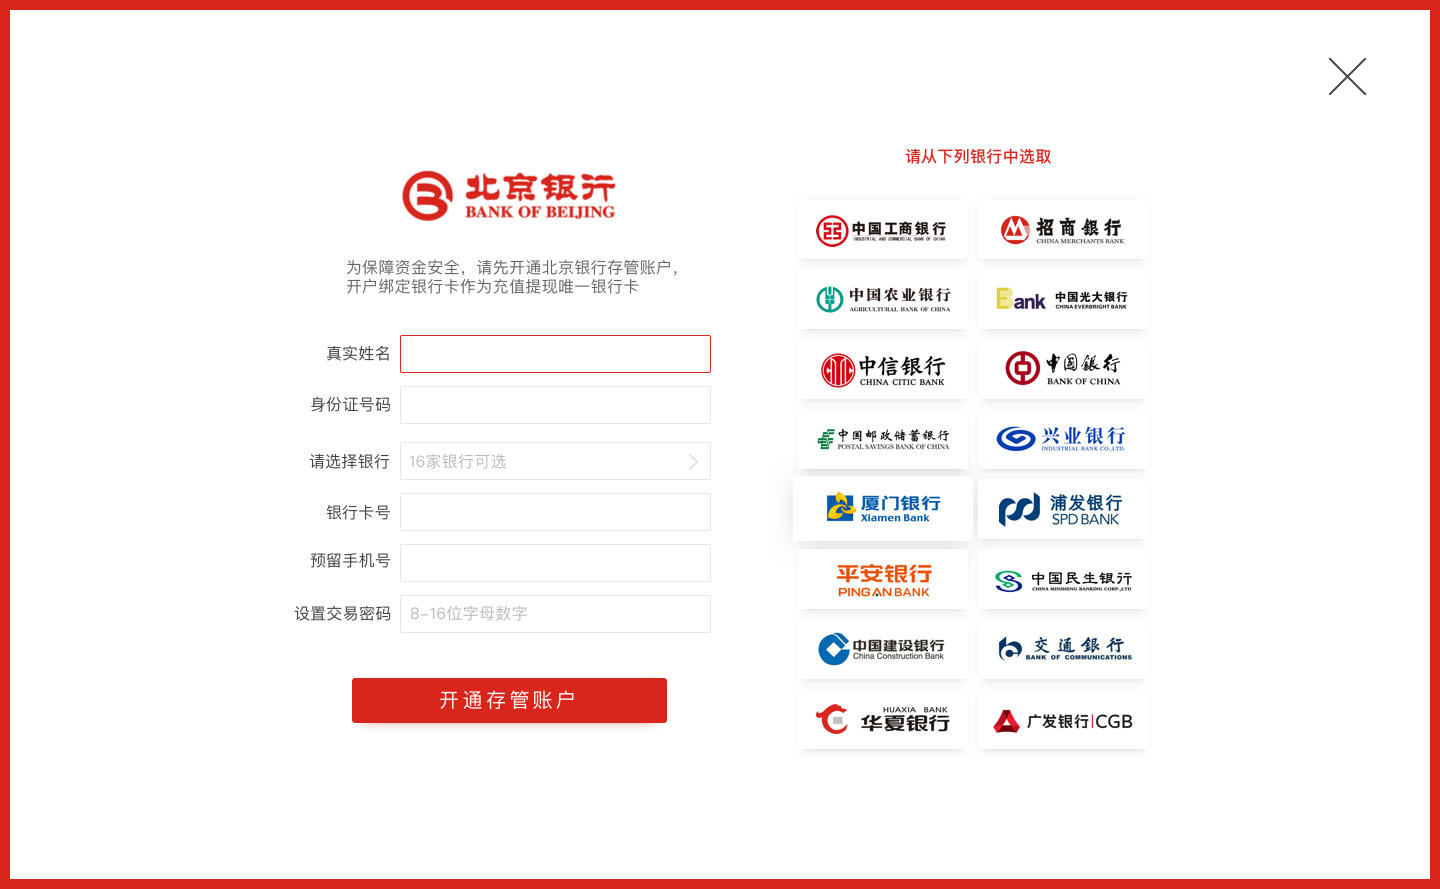 北京银行
BANK OF BEIJING
为保障资金安全，请先开通北京银行存管账户，
开户绑定银行卡作为充值提现唯一银行卡
真实姓名
身份证号码
请选择银行 16家银行可选
银行卡号
预留手机号
设置交易密码 8-16位字母数字
开通存管账户
请从下列银行中选取
中国工商银行
INDUSTRIAL AND COMMERCIAL BANK OF CHINA
招商银行
CHINA MERCHANTS BANK
中国农业银行
AGRICULTURAL BANK OF CHINA
Bank 中国光大银行
CHINA EVERBRIGHT BANK
中信银行
CHINA CITIC BANK
中国银行
BANK OF CHINA
中国邮政储蓄银行
POSTAL SAVINGS BANK OF CHINA
兴业银行
INDUSTRIAL BANK CO.,LTD.
厦门银行
Xiamen Bank
浦发银行
SPD BANK
平安银行
PING AN BANK
中国民生银行
CHINA MINSHENG BANKING CORP.,LTD
中国建设银行
China Construction Bank
交通銀行
BANK OF COMMUNICATIONS
HUAXIA BANK
华夏银行
广发银行|CGB